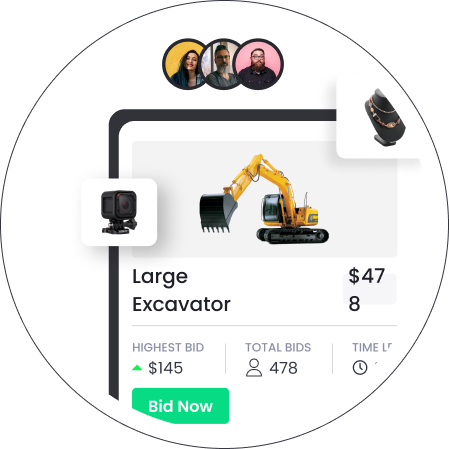 Large $47
Excavator 8
HIGHEST BID TOTAL BIDS TIME
$145 478
Bid Now